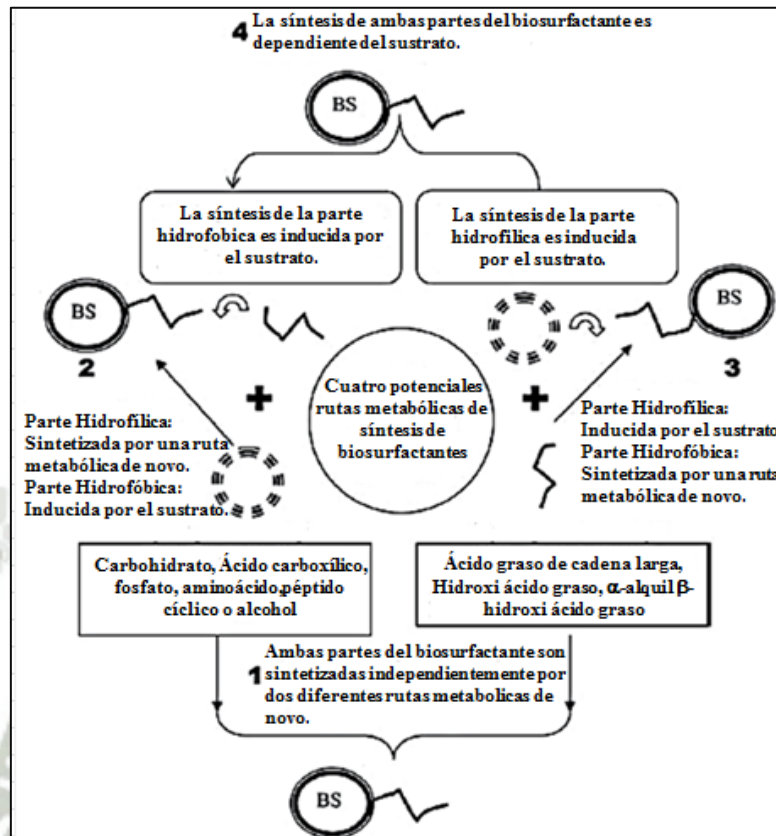 4 La síntesis de ambas partes del biosurfactante es
dependiente del sustrato.
BS
La síntesis de la parte
hidrofobica es inducida por
el sustrato.
La síntesis de la parte
hidrofílica es inducida
por el sustrato.
BS
2
BS
3
Cuatro potenciales
rutas metabólicas de
síntesis de
biosurfactantes
+
+
Parte Hidrofílica:
Sintetizada por una ruta
metabólica de novo.
Parte Hidrofóbica:
Inducida por el sustrato.
Parte Hidrofílica:
Inducida por el sustrato
Parte Hidrofóbica:
Sintetizada por una ruta
metabólica de novo.
Carbohidrato, Ácido carboxílico,
fosfato, aminoácido,péptido
cíclico o alcohol
Ácido graso de cadena larga,
Hidroxi ácido graso, α-alquil β-
hidroxi ácido graso
Ambas partes del biosurfactante son
1 sintetizadas independientemente por
dos diferentes rutas metabolicas de
novo.
BS